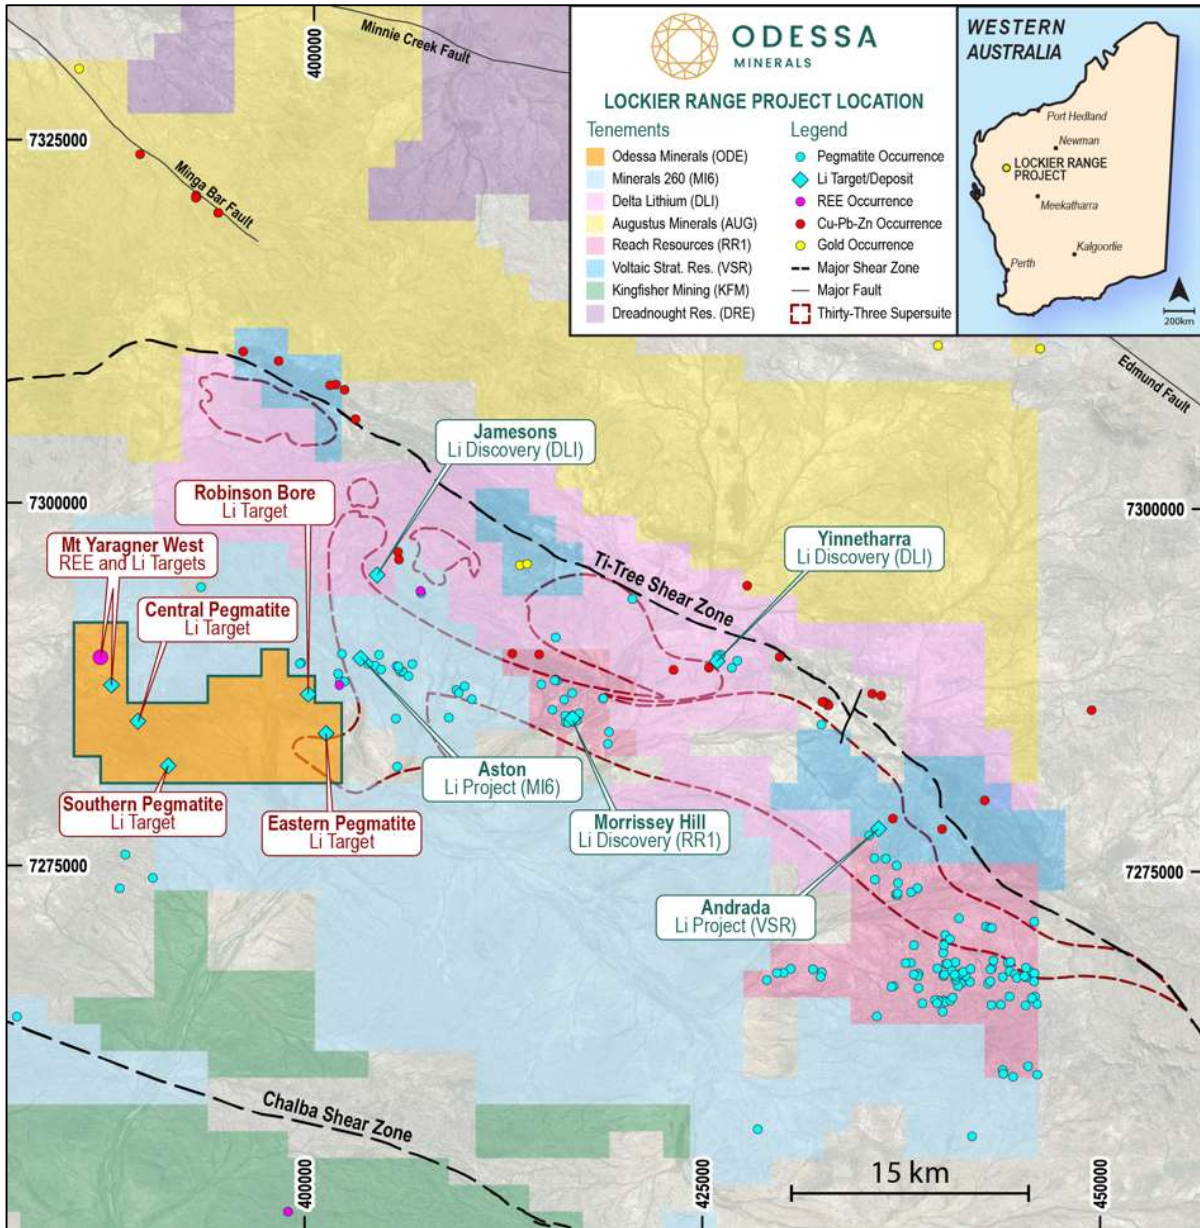 Minnie Creek Fault
400000
7325000
Minga Bar Fault
ODESSA
MINERALS
LOCKIER RANGE PROJECT LOCATION
Tenements
Odessa Minerals (ODE)
Minerals 260 (MI6)
Delta Lithium (DLI)
Augustus Minerals (AUG)
Reach Resources (RR1)
Voltaic Strat. Res. (VSR)
Kingfisher Mining (KFM)
Dreadnought Res. (DRE)
Legend
Pegmatite Occurrence
Li Target/Deposit
REE Occurrence
Cu-Pb-Zn Occurrence
Gold Occurrence
Major Shear Zone
Major Fault
Thirty-Three Supersuite
WESTERN
AUSTRALIA
Port Hedland
Newman
LOCKIER RANGE
PROJECT
Meekatharra
Kalgoorlie
Perth
200km
Edmund Fault
Jamesons
Li Discovery (DLI)
Robinson Bore
Li Target
7300000
7300000
Mt Yaragner West
REE and Li Targets
Yinnetharra
Li Discovery (DLI)
Ti-Tree Shear Zone
Central Pegmatite
Li Target
Aston
Li Project (MI6)
Southern Pegmatite
Li Target
Eastern Pegmatite
Li Target
Morrissey Hill
Li Discovery (RR1)
7275000
7275000
Andrada
Li Project (VSR)
Chalba Shear Zone
15 km
400000
425000
450000